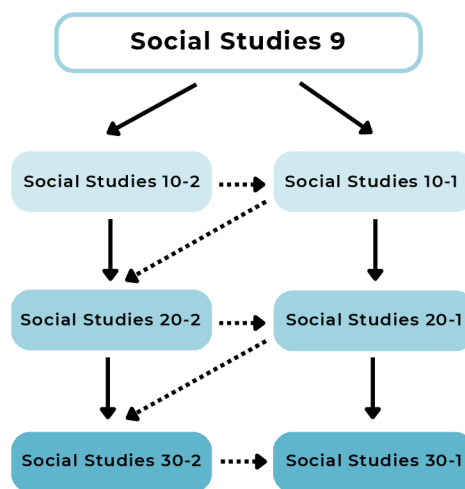 Social Studies 9
Social Studies 10-2
Social Studies 10-1
Social Studies 20-2
Social Studies 20-1
Social Studies 30-2
Social Studies 30-1